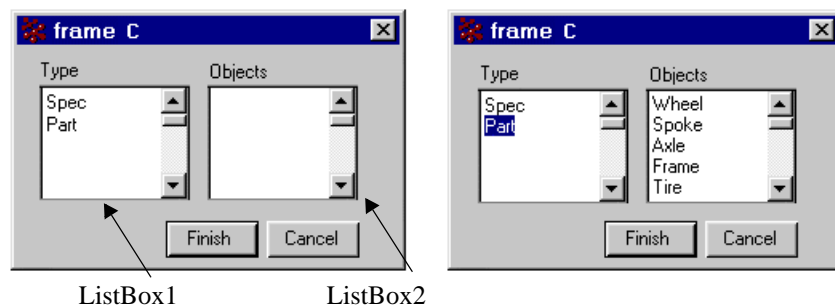 frame C
Type Objects
Spec
Part
Finish Cancel
ListBox1 ListBox2
frame C
Type Objects
Spec Wheel
Part Spoke
Axle
Frame
Tire
Finish Cancel